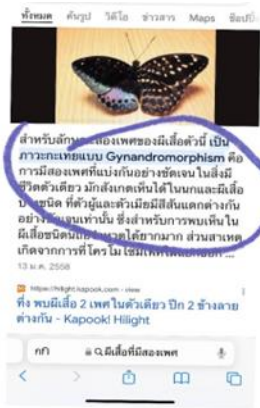 ทั้งหมด ค้นรูป วิดีโอ ข่าวสาร Maps ช้อปปิ้ง
สำหรับลักษณะสองเพศของผีเสื้อตัวนี้ เป็น
ภาวะกะเทยแบบ Gynandromorphism คือ
การมีสองเพศที่แบ่งกันอย่างชัดเจน ในสิ่งมี
ชีวิตตัวเดียว มักสังเกตเห็นได้ในนกและผีเสื้อ
บางชนิด ที่ตัวผู้และตัวเมียมีสีสันแตกต่างกัน
อย่างชัดเจนเท่านั้น ซึ่งสำหรับการพบเห็นใน
ผีเสื้อชนิดนี้ได้ยากมาก ส่วนสาเหตุ
เกิดจากการที่โครโมโซมเพศ ...
13 ม.ค. 2558
https://hilight.kapook.com › view
ทึ่ง พบผีเสื้อ 2 เพศในตัวเดียว ปีก 2 ข้างลาย
ต่างกัน - Kapook! Hilight
กก ผีเสื้อที่มีสองเพศ